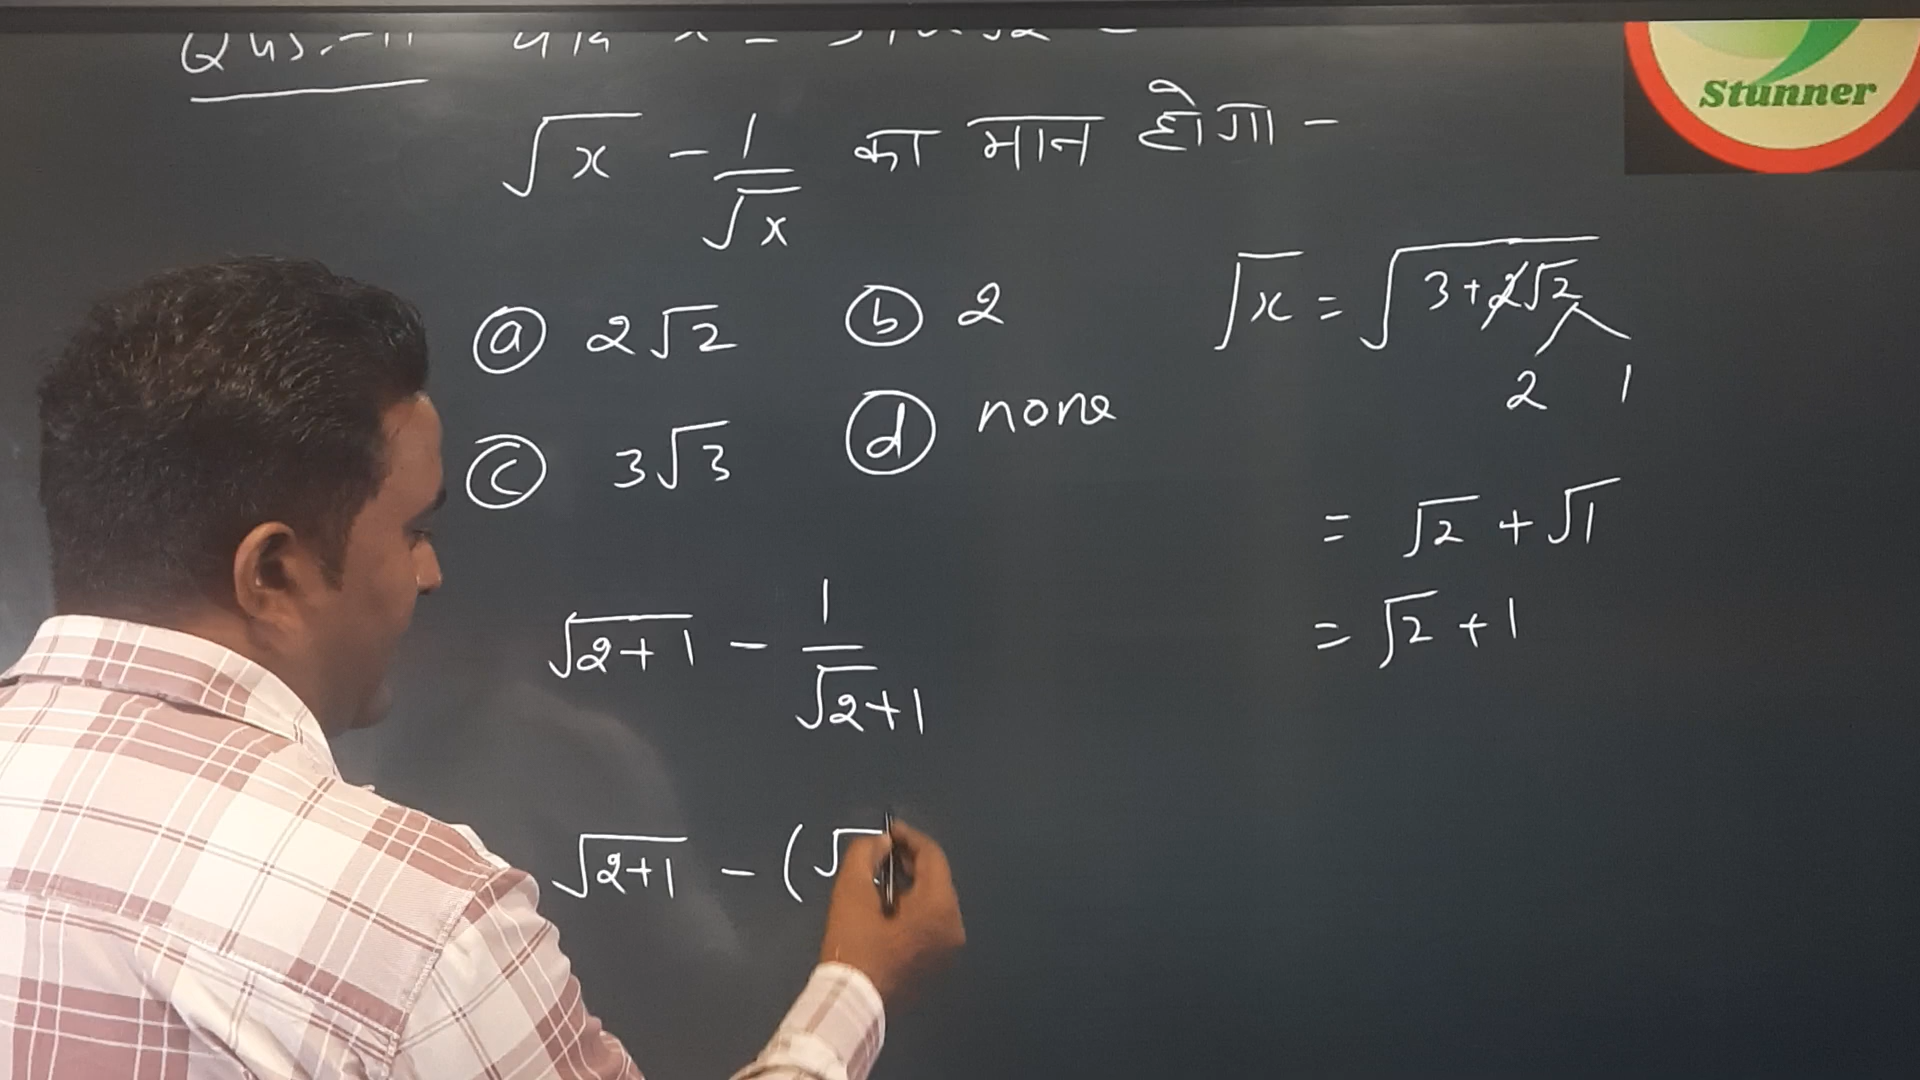 Stunner
√x - 1/√x का मान होगा -
ⓐ 2√2 ⓑ 2
ⓒ 3√3 ⓓ none
√x = √3+2√2
2 1
= √2 + √1
= √2 + 1
√2+1 - 1/√2+1
√2+1 - (√